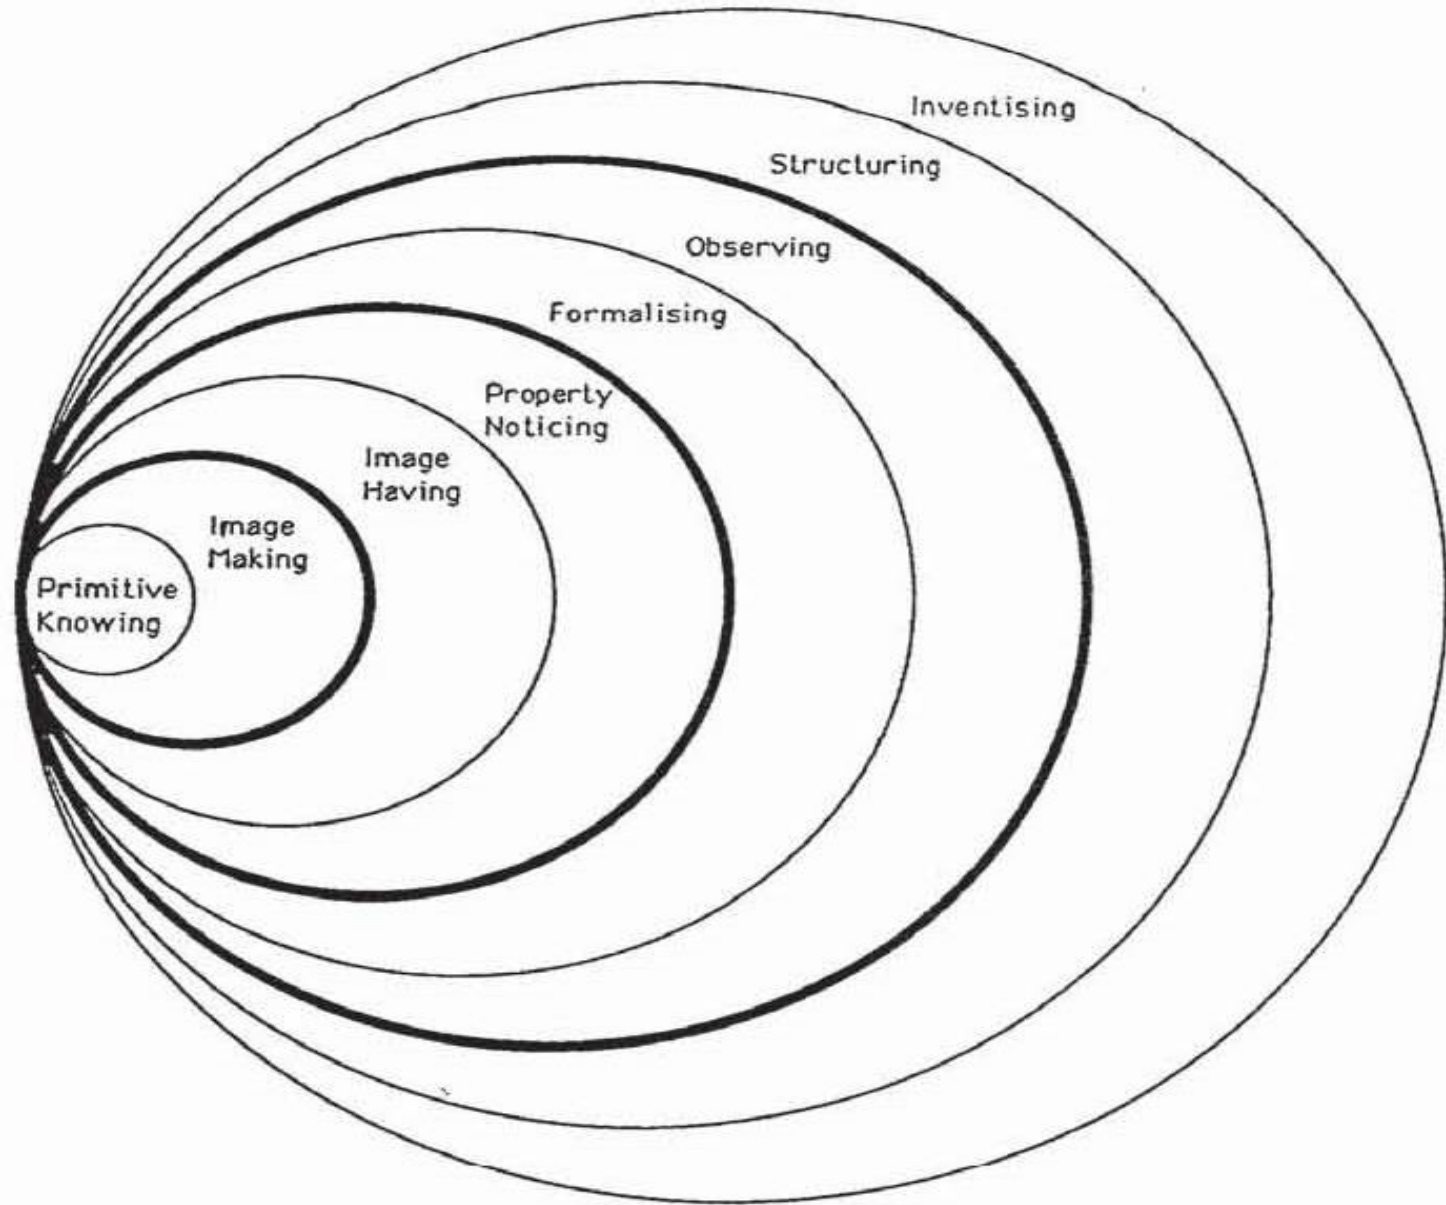 Inventising
Structuring
Observing
Formalising
Property
Noticing
Image
Having
Image
Making
Primitive
Knowing